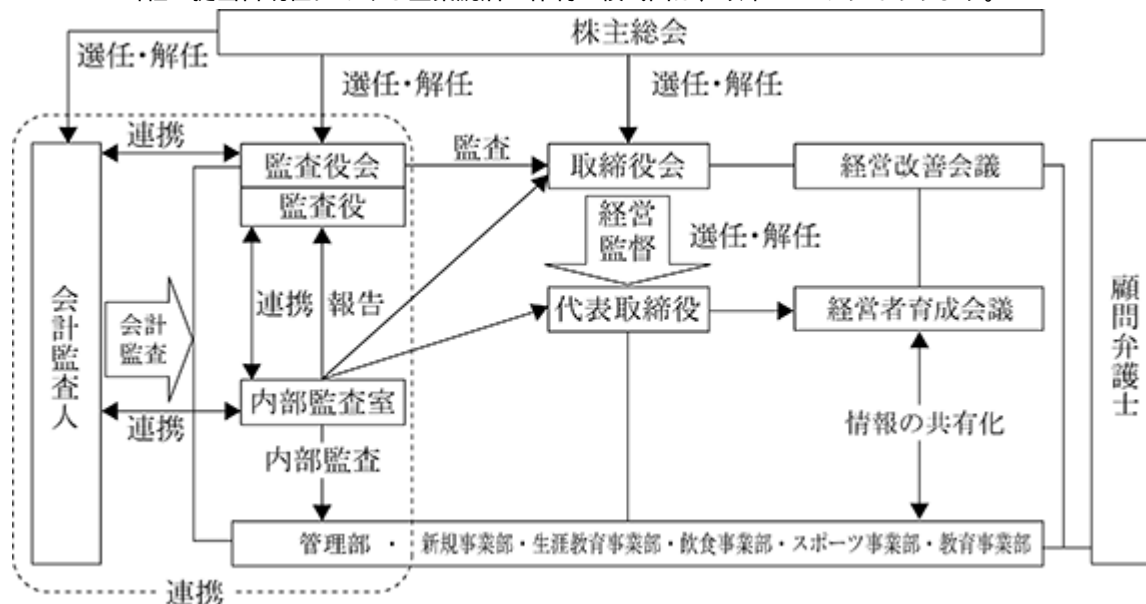 株主総会
選任・解任
選任・解任
選任・解任
連携
監査役会
監査
取締役会
経営改善会議
監査役
経営
監督
選任・解任
連携
報告
代表取締役
経営者育成会議
会計
監査
会計監査人
顧問弁護士
内部監査室
連携
情報の共有化
内部監査
管理部 ・ 新規事業部・生涯教育事業部・飲食事業部・スポーツ事業部・教育事業部
連携